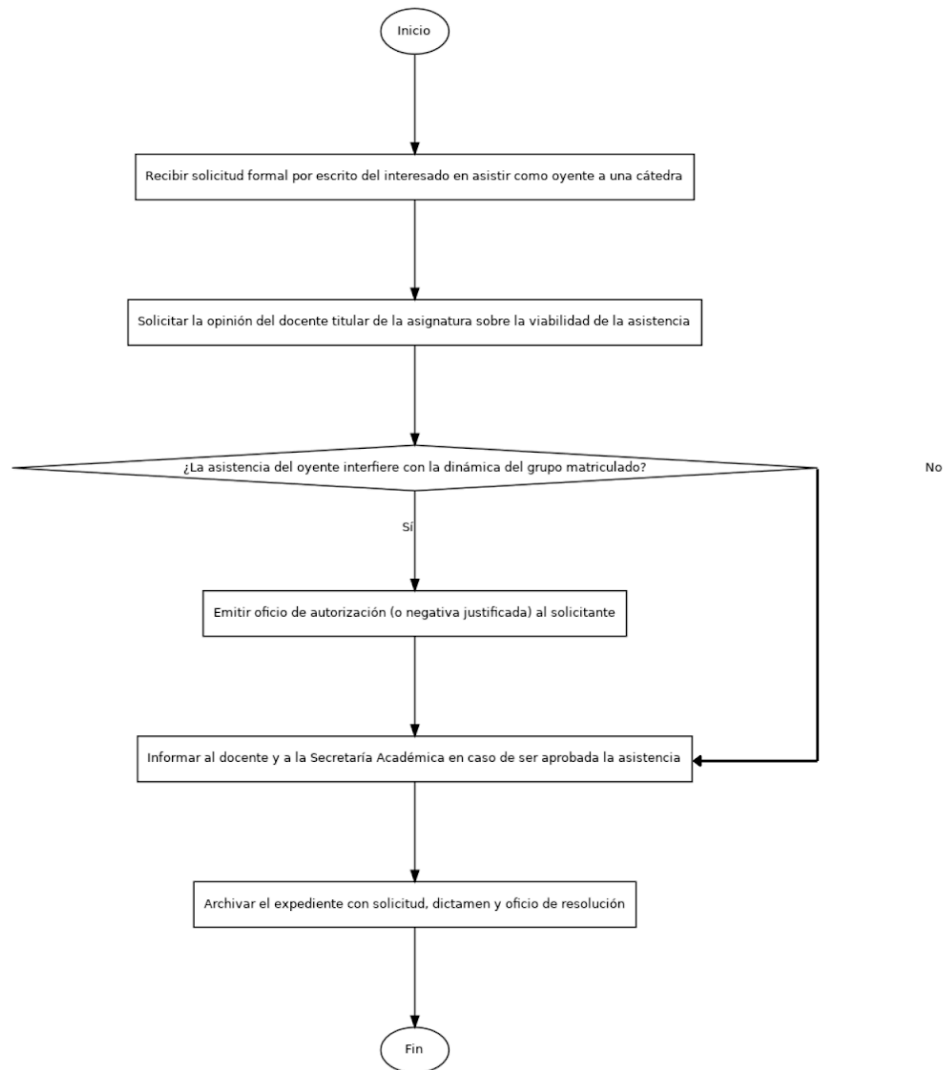 Inicio
Recibir solicitud formal por escrito del interesado en asistir como oyente a una cátedra
Solicitar la opinión del docente titular de la asignatura sobre la viabilidad de la asistencia
¿La asistencia del oyente interfiere con la dinámica del grupo matriculado?
No
Sí
Emitir oficio de autorización (o negativa justificada) al solicitante
Informar al docente y a la Secretaría Académica en caso de ser aprobada la asistencia
Archivar el expediente con solicitud, dictamen y oficio de resolución
Fin